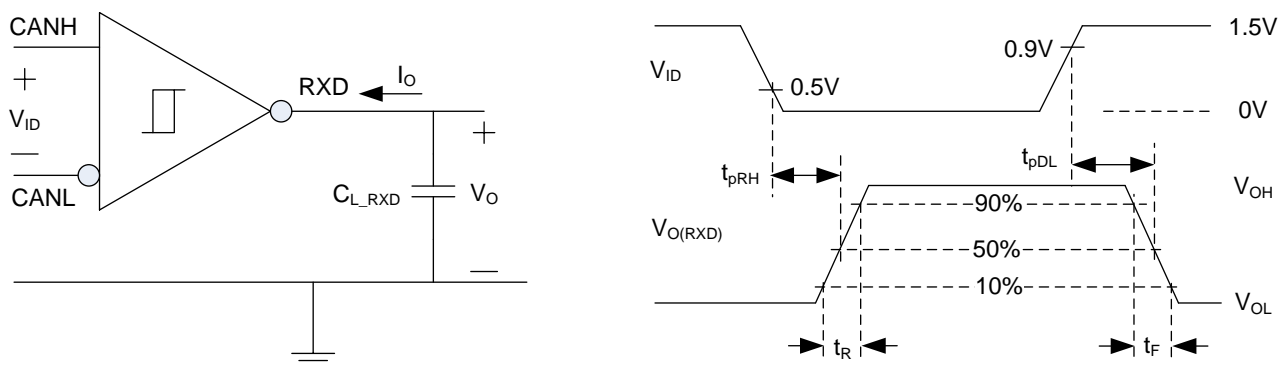 CANH
+
V_ID
—
CANL
RXD
I_O
+
C_L_RXD
V_O
—
V_ID
0.5V
0.9V
1.5V
0V
t_pRH
t_pDL
V_O(RXD)
90%
50%
10%
V_OH
V_OL
t_R
t_F